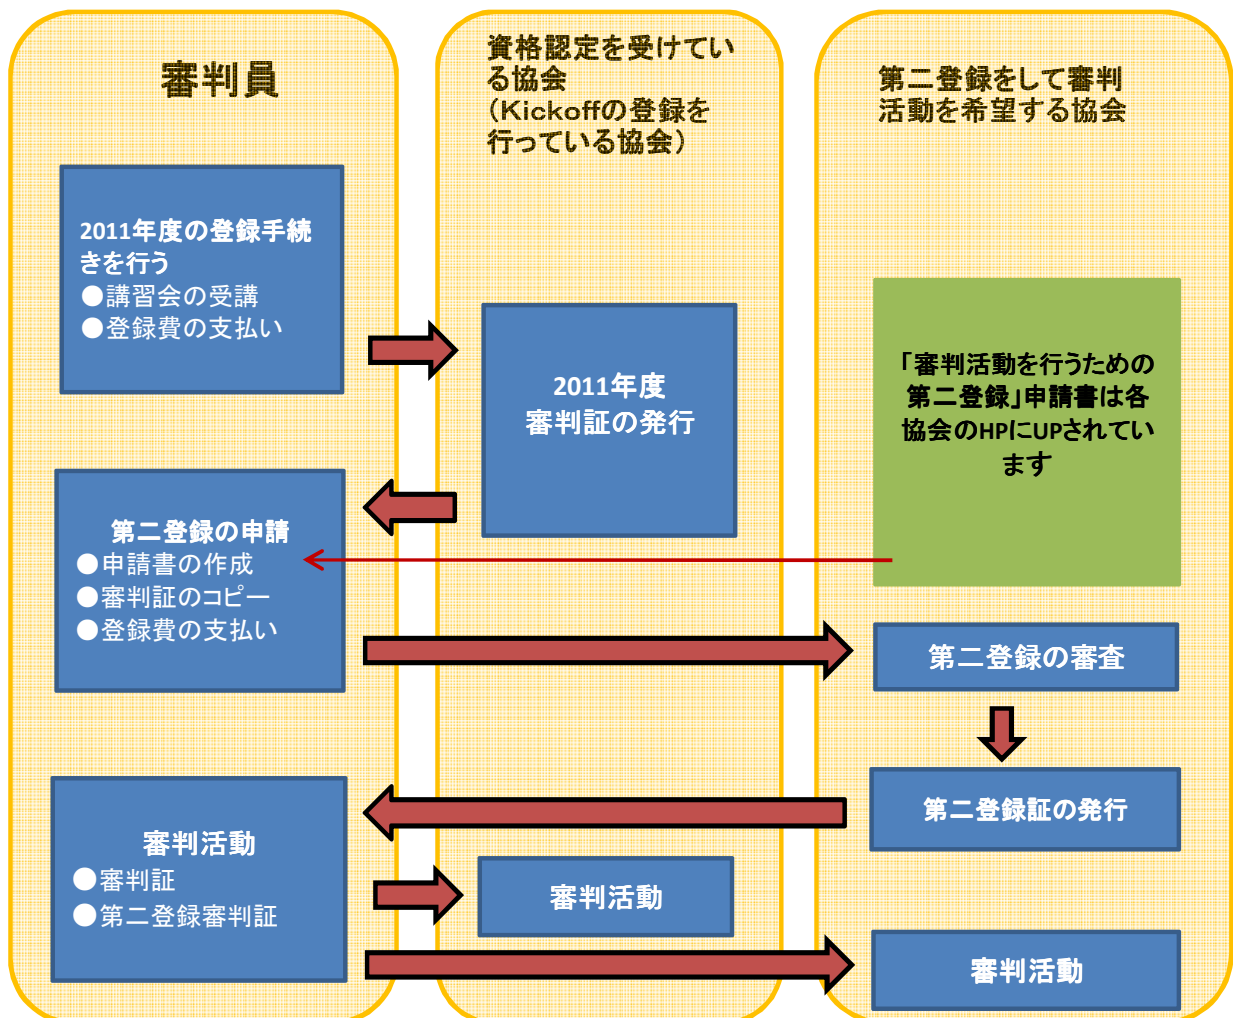 審判員
資格認定を受けてい
る協会
（Kickoffの登録を
行っている協会）
第二登録をして審判
活動を希望する協会
2011年度の登録手続
きを行う
●講習会の受講
●登録費の支払い
2011年度
審判証の発行
「審判活動を行うための
第二登録」申請書は各
協会のHPにUPされてい
ます
第二登録の申請
●申請書の作成
●審判証のコピー
●登録費の支払い
第二登録の審査
第二登録証の発行
審判活動
●審判証
●第二登録審判証
審判活動
審判活動